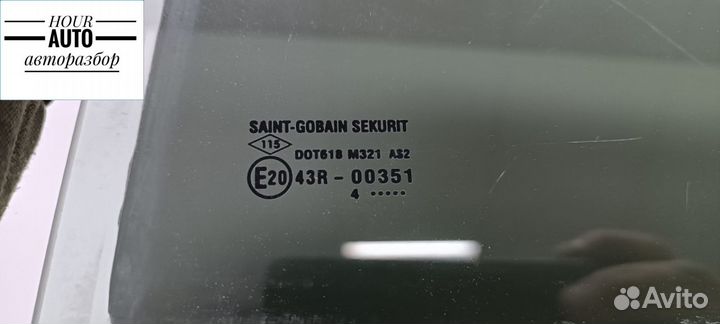 HOUR
AUTO
авторазбор
SAINT-GOBAIN SEKURIT
115
DOT618 M321 AS2
E20 43R-00351
4 •••••
Avito